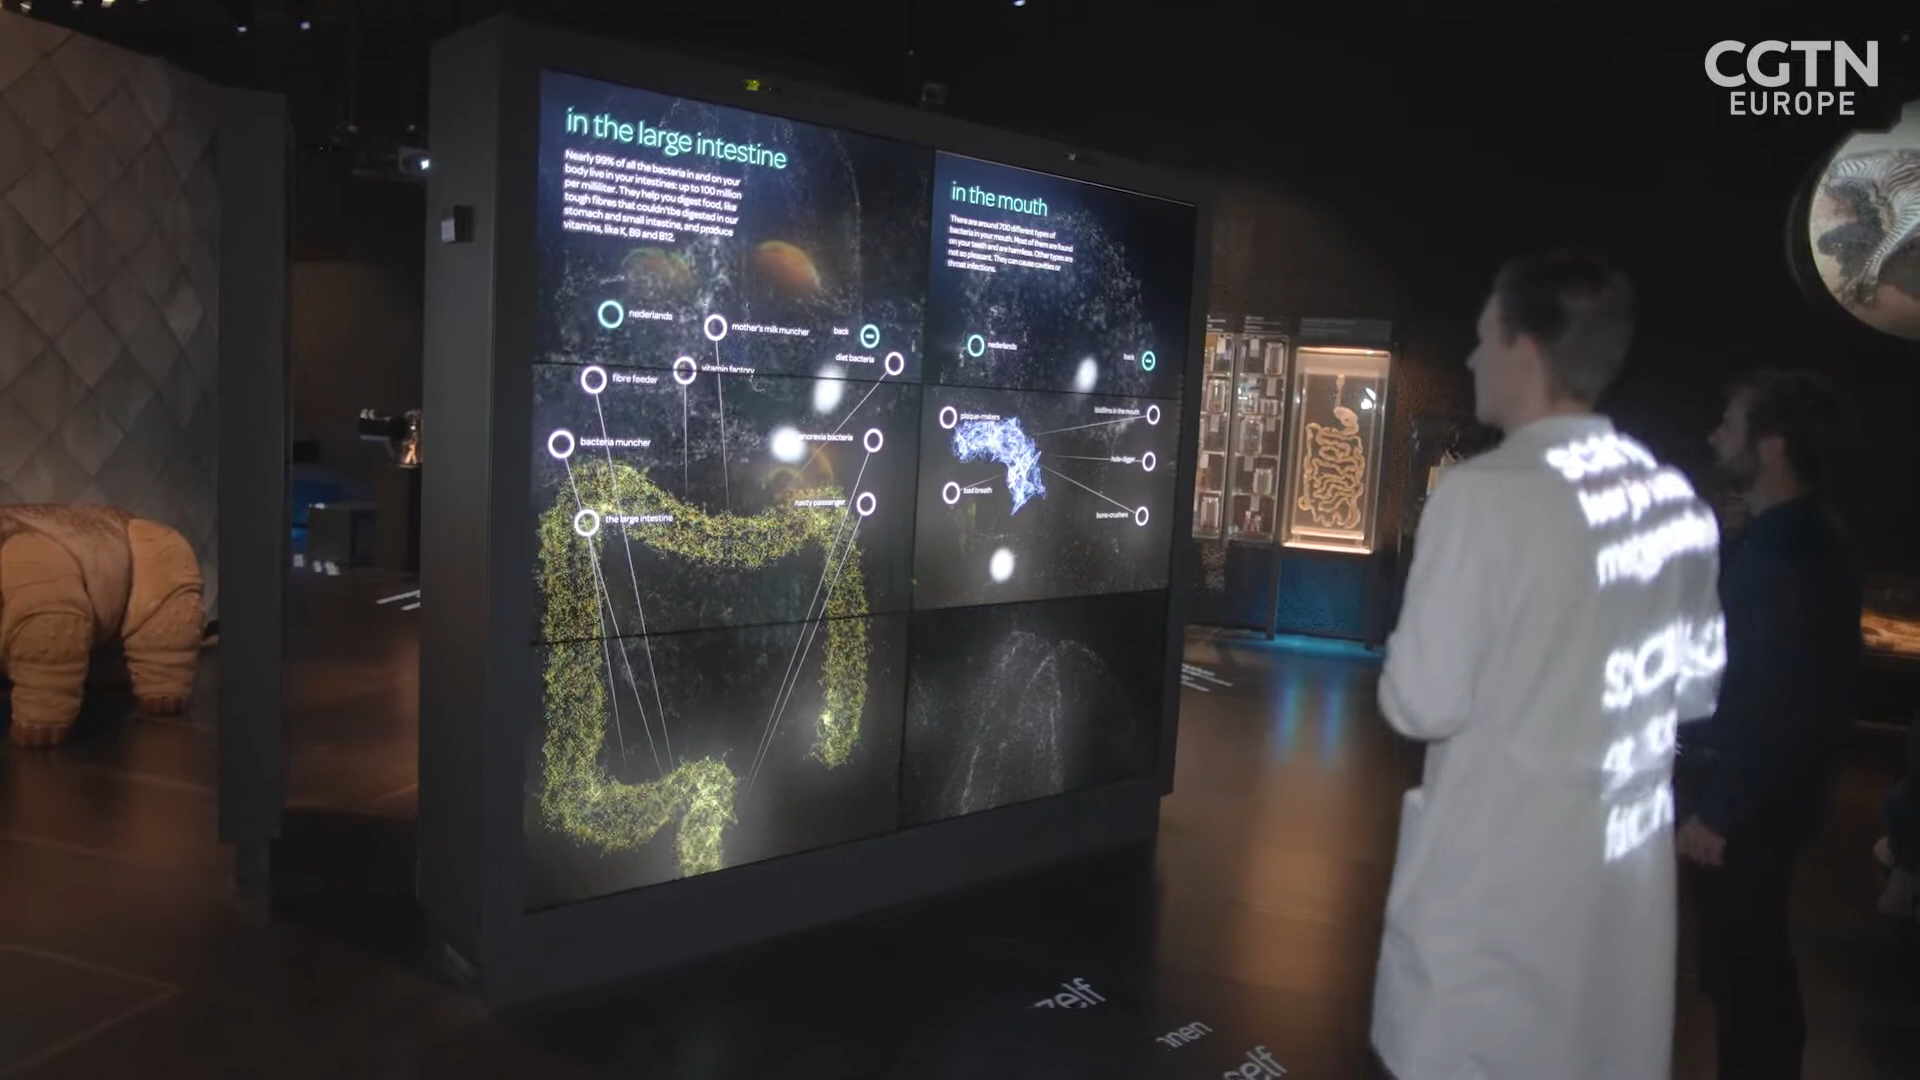 CGTN
EUROPE
in the large intestine
Nearly 99% of all the bacteria in and on your
body live in your intestines: up to 100 million
per milliliter. They help you digest food, like
tough fibres that couldn'tbe digested in our
stomach and small intestine, and produce
vitamins, like K, B9 and B12.
nederlands
mother's milk muncher
back
diet bacteria
fibre feeder
vitamin factory
bacteria muncher
anorexia bacteria
nasty passenger
the large intestine
in the mouth
There are around 700 different types of
bacteria in your mouth. Most of them are found
on your teeth and are harmless. Other types are
not so pleasant. They can cause cavities or
throat infections.
nederlands
back
plaque-makers
biofilms in the mouth
hole-digger
bad breath
bone-crushers
scan
zelf
nnen
self